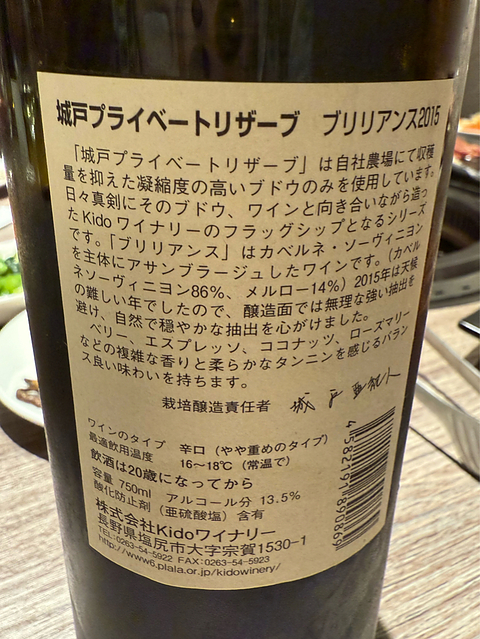 城戸プライベートリザーブ ブリリアンス2015
「城戸プライベートリザーブ」は自社農場にて収穫
量を抑えた凝縮度の高いブドウのみを使用しています。
日々真剣にそのブドウ、ワインと向き合いながら造っ
たKidoワイナリーのフラッグシップとなるシリーズ
です。「ブリリアンス」はカベルネ・ソーヴィニヨン
を主体にアサンブラージュしたワインです。（カベル
ネソーヴィニヨン86%、メルロー14%）2015年は天候
の難しい年でしたので、醸造面では無理な強い抽出を
避け、自然で穏やかな抽出を心がけました。
ベリー、エスプレッソ、ココナッツ、ローズマリー
などの複雑な香りと柔らかなタンニンを感じるバラン
ス良い味わいを持ちます。
栽培醸造責任者 城戸亜紀人
ワインのタイプ 辛口（やや重めのタイプ）
最適飲用温度 16～18℃（常温で）
飲酒は20歳になってから
容量 750ml アルコール分 13.5%
酸化防止剤（亜硫酸塩）含有
株式会社Kidoワイナリー
長野県塩尻市大字宗賀1530-1
TEL:0263-54-5922 FAX:0263-54-5923
http://www6.plala.or.jp/kidowinery/